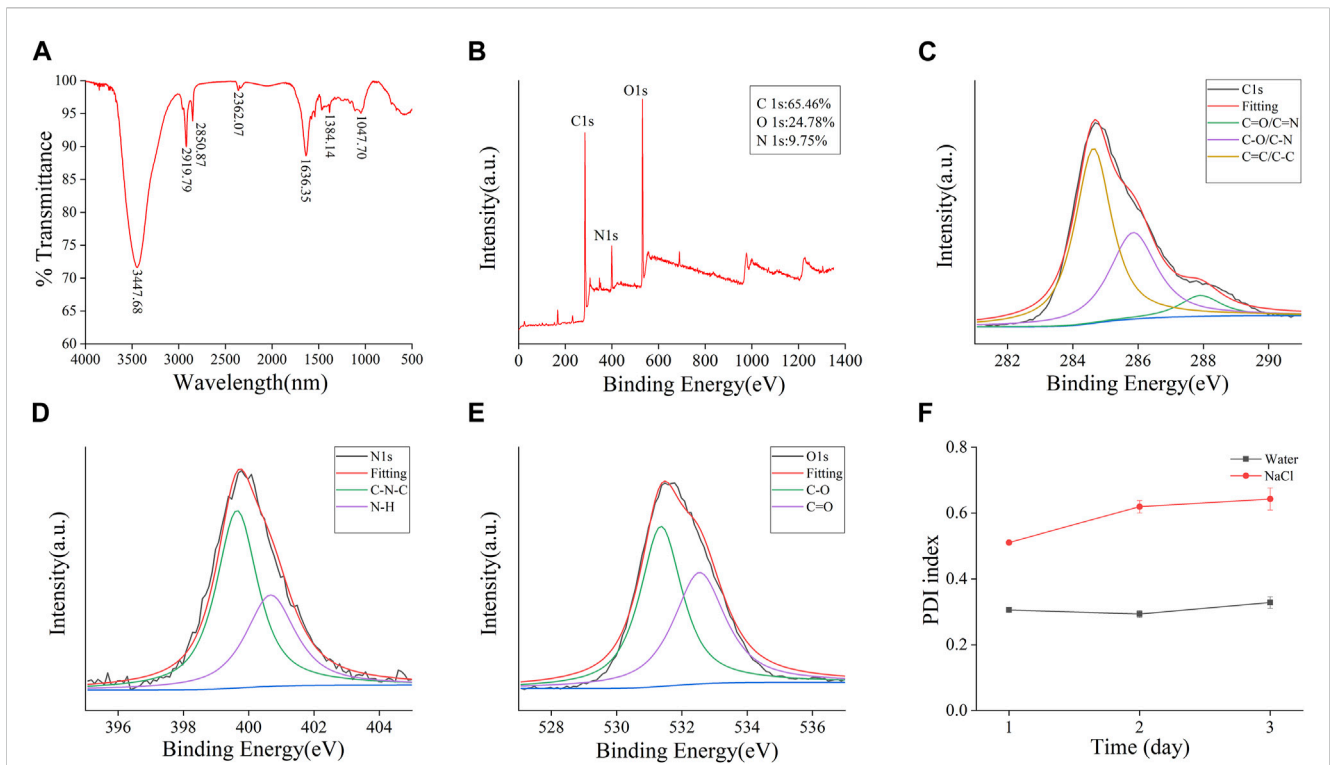 A
% Transmittance
100
95
90
85
80
75
70
65
60
3447.68
2919.79
2850.87
2362.07
1636.35
1384.14
1047.70
4000 3500 3000 2500 2000 1500 1000 500
Wavelength(nm)
B
Intensity(a.u.)
C1s
N1s
O1s
C 1s:65.46%
O 1s:24.78%
N 1s:9.75%
0 200 400 600 800 1000 1200 1400
Binding Energy(eV)
C
Intensity(a.u.)
C1s
Fitting
C=O/C=N
C-O/C-N
C=C/C-C
282 284 286 288 290
Binding Energy(eV)
D
Intensity(a.u.)
N1s
Fitting
C-N-C
N-H
396 398 400 402 404
Binding Energy(eV)
E
Intensity(a.u.)
O1s
Fitting
C-O
C=O
528 530 532 534 536
Binding Energy(eV)
F
PDI index
0.8
0.6
0.4
0.2
0.0
Water
NaCl
1 2 3
Time (day)